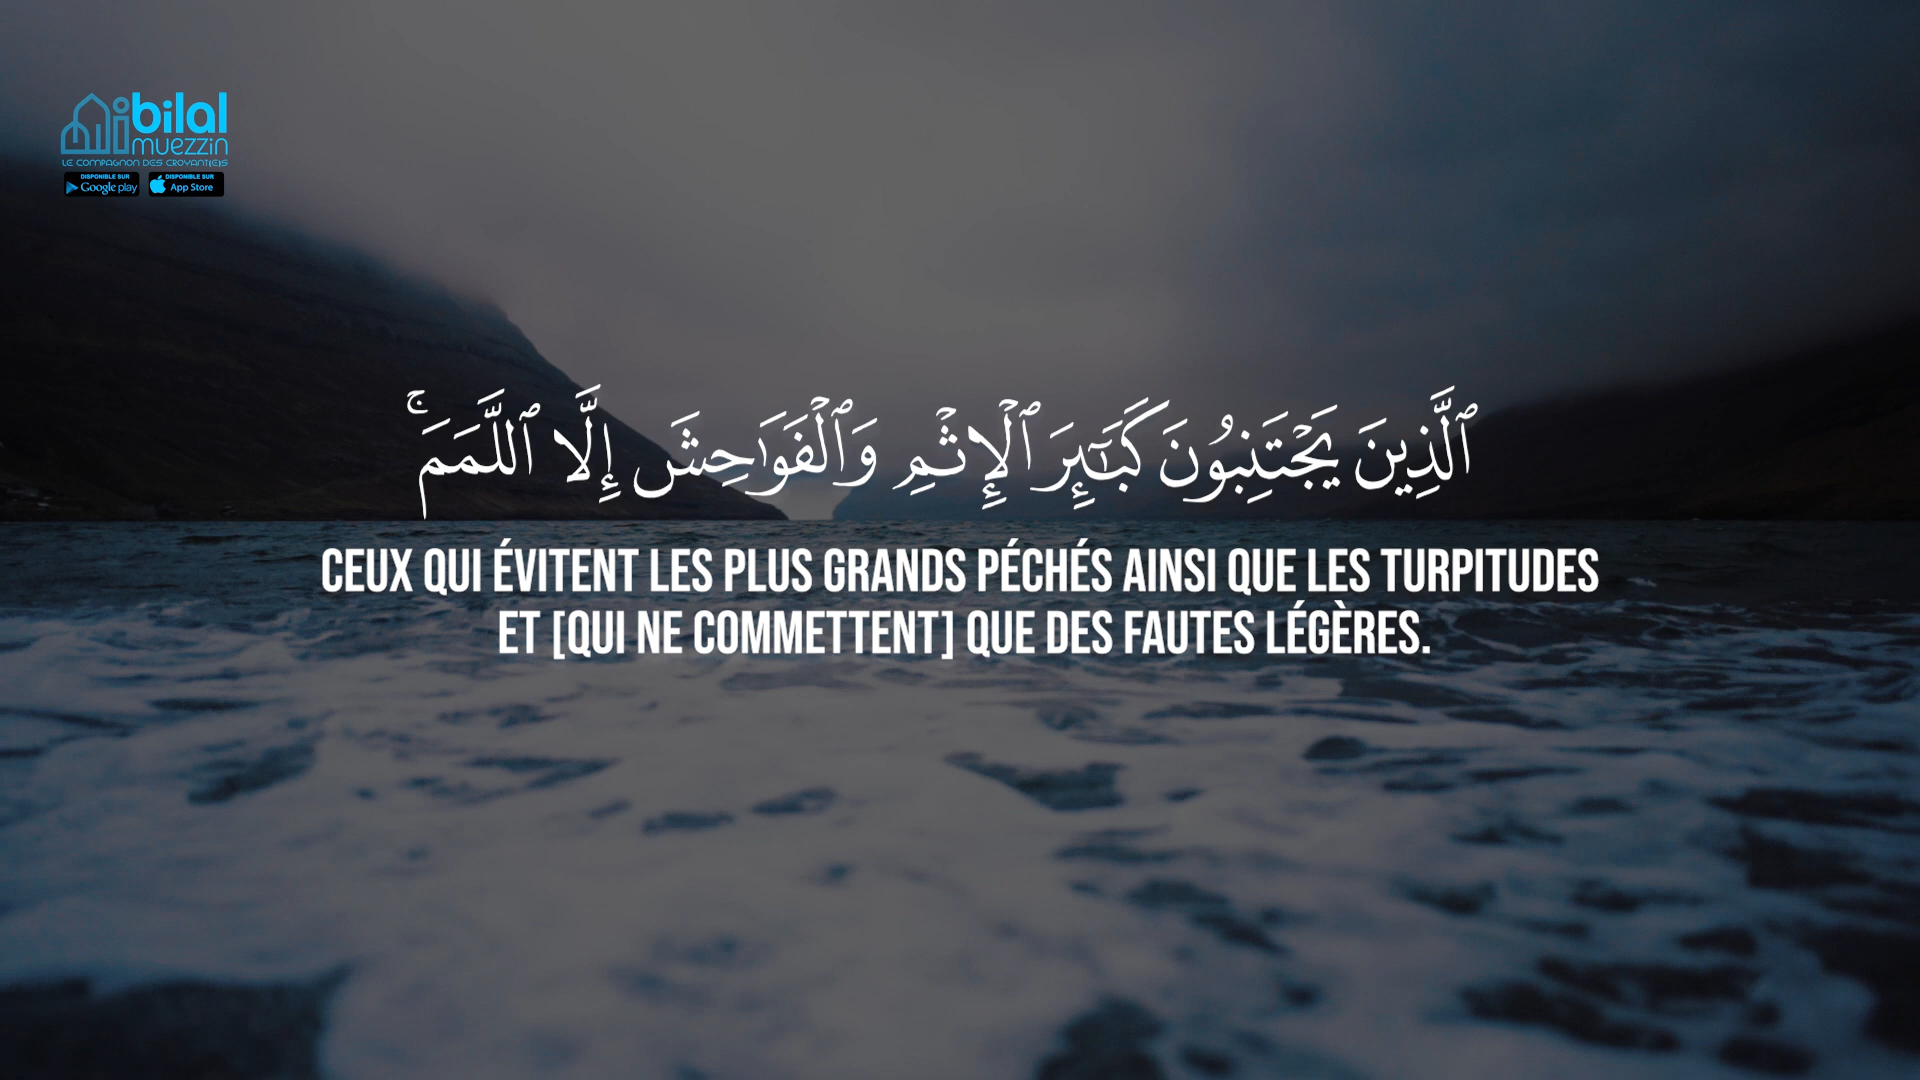 bilal
muezzin
LE COMPAGNON DES CROYANT(E)S
DISPONIBLE SUR
Google play
DISPONIBLE SUR
App Store
ٱلَّذِينَ يَجْتَنِبُونَ كَبَـٰٓئِرَ ٱلْإِثْمِ وَٱلْفَوَٰحِشَ إِلَّا ٱللَّمَمَ ۚ
CEUX QUI ÉVITENT LES PLUS GRANDS PÉCHÉS AINSI QUE LES TURPITUDES
ET [QUI NE COMMETTENT] QUE DES FAUTES LÉGÈRES.